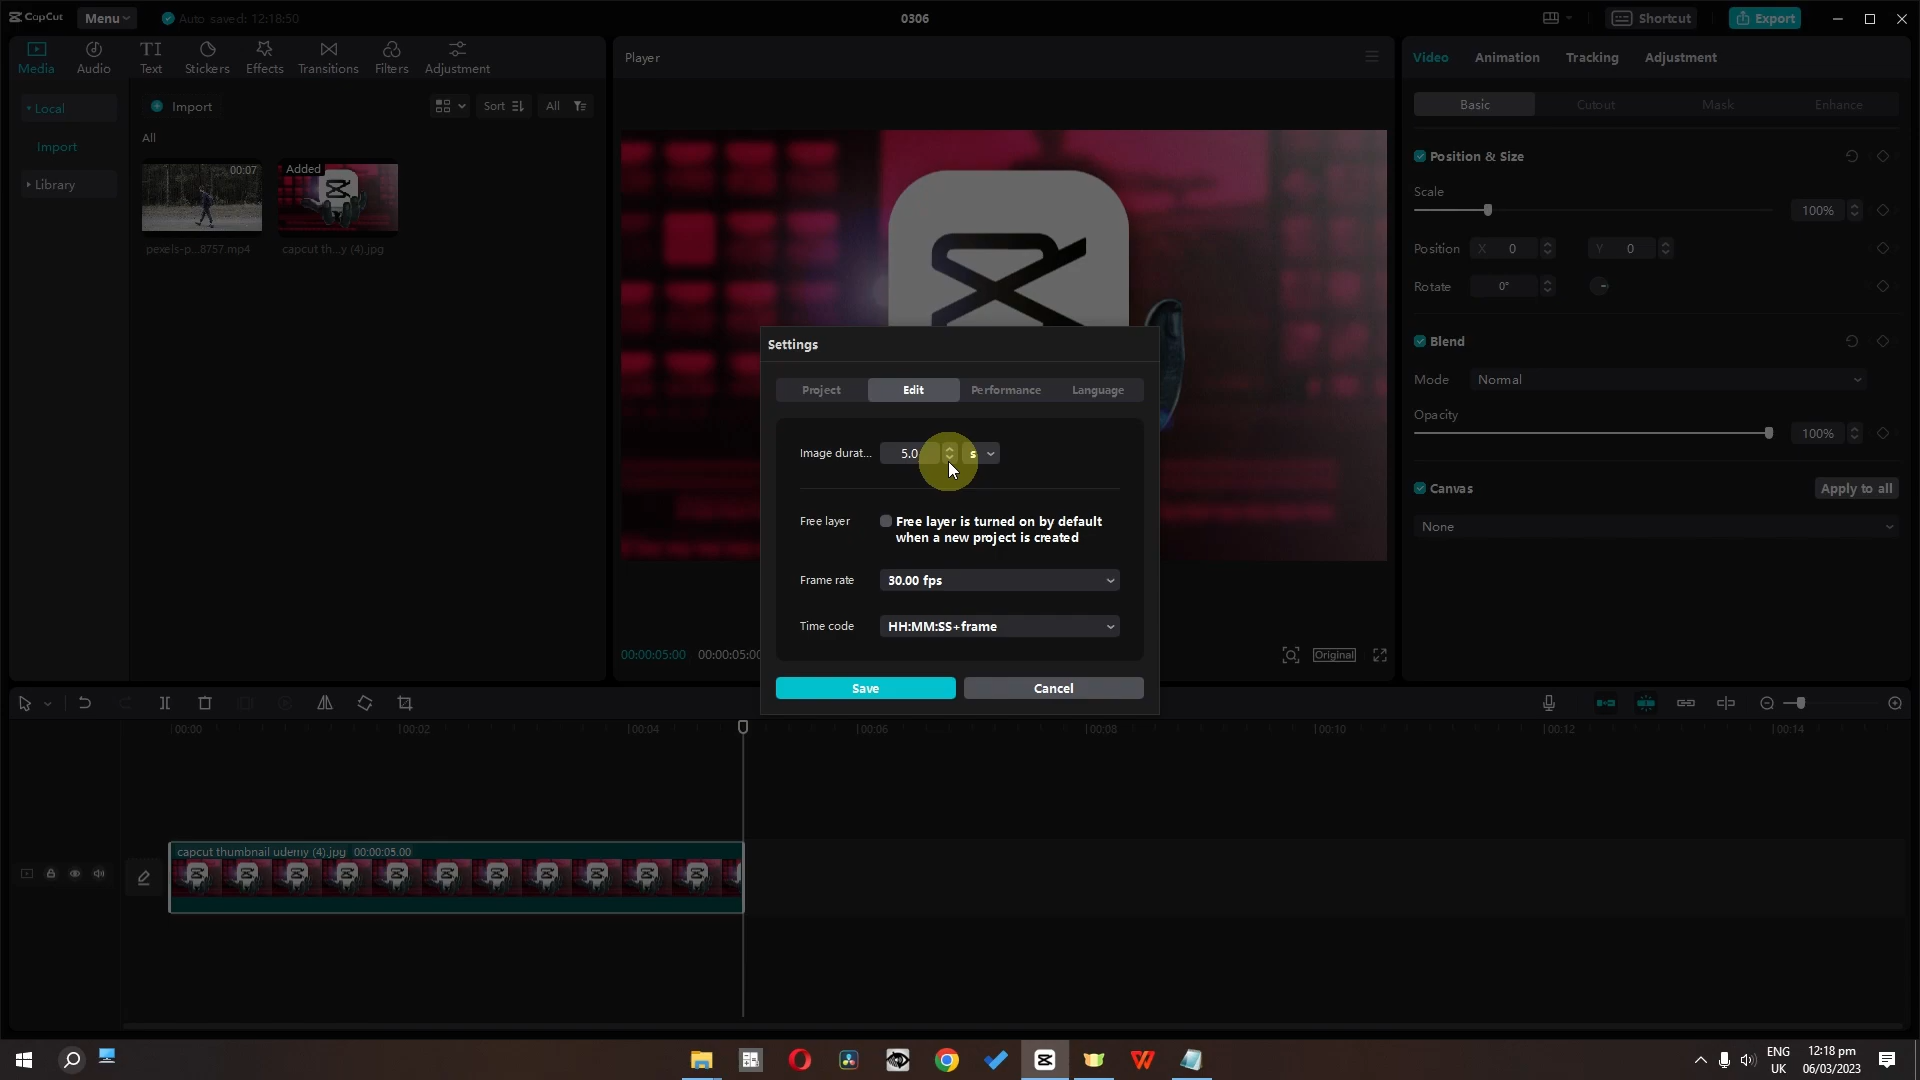 CapCut
Menu
Auto saved: 12:18:50
0306
Shortcut
Export
Media
Audio
TI
Text
Stickers
Effects
Transitions
Filters
Adjustment
Player
Video
Animation
Tracking
Adjustment
Local
Import
Library
Import
Sort
All
All
00:07
Added
pexels-p...8757.mp4
capcut th...y (4).jpg
Basic
Cutout
Mask
Enhance
Position & Size
Scale
100%
Position
X 0
Y 0
Rotate
0°
Blend
Mode
Normal
Opacity
100%
Canvas
Apply to all
None
Settings
Project
Edit
Performance
Language
Image durat...
5.0
s
Free layer
Free layer is turned on by default
when a new project is created
Frame rate
30.00 fps
Time code
HH:MM:SS+frame
Save
Cancel
00:00:05:00
00:00:05:00
Original
00:00
00:02
00:04
00:06
00:08
00:10
00:12
00:14
capcut thumbnail udemy (4).jpg 00:00:05:00
ENG
UK
12:18 pm
06/03/2023